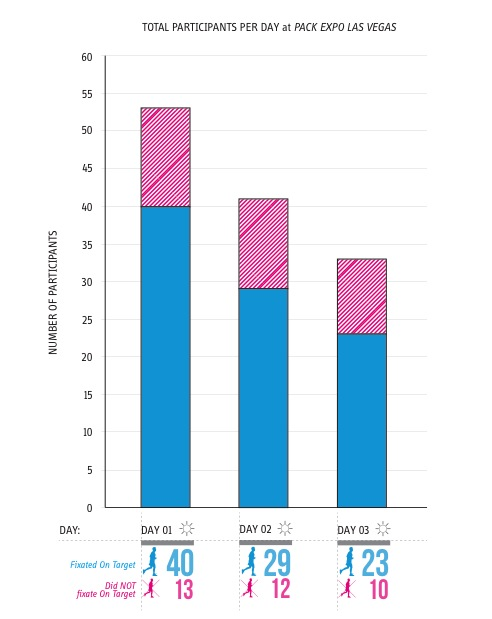 TOTAL PARTICIPANTS PER DAY at PACK EXPO LAS VEGAS
NUMBER OF PARTICIPANTS
60
55
50
45
40
35
30
25
20
15
10
5
0
DAY: DAY 01 DAY 02 DAY 03
Fixated On Target 40 29 23
Did NOT
fixate On Target 13 12 10